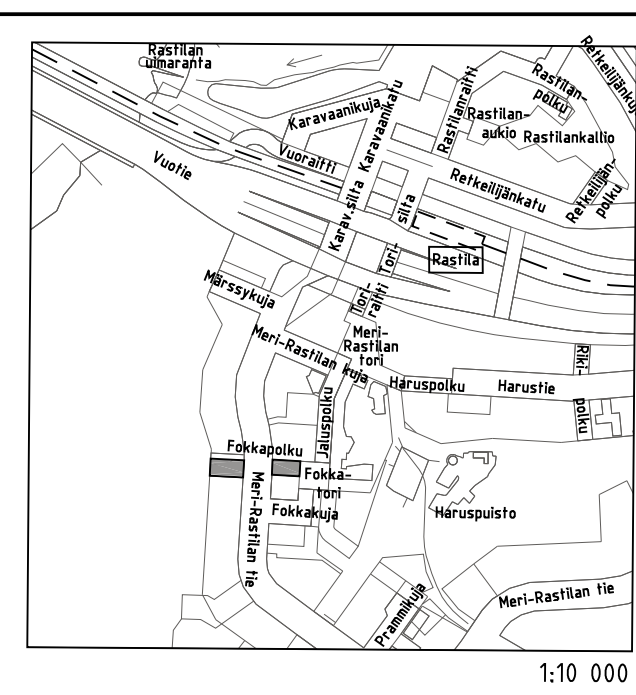 Rastilan
uimaranta
Retkeilijänkuj
Rastilan-
polku
Karavaanikuja
Karavaanikatu
Rastilanraitti
Rastilan-
aukio
Rastilankallio
Vuoraitti
Vuotie
Retkeilijänkatu
Retkeilijän-
polku
Karav.silta
Tori-
silta
Rastila
Märssykuja
Tori-
raitti
Meri-
Rastilan
tori
Meri-Rastilan kuja
Haruspolku
Harustie
Riki-
polku
Jaluspolku
Fokkapolku
Fokka-
tori
Fokkakuja
Meri-Rastilan tie
Haruspuisto
Prammikuja
Meri-Rastilan tie
1:10 000